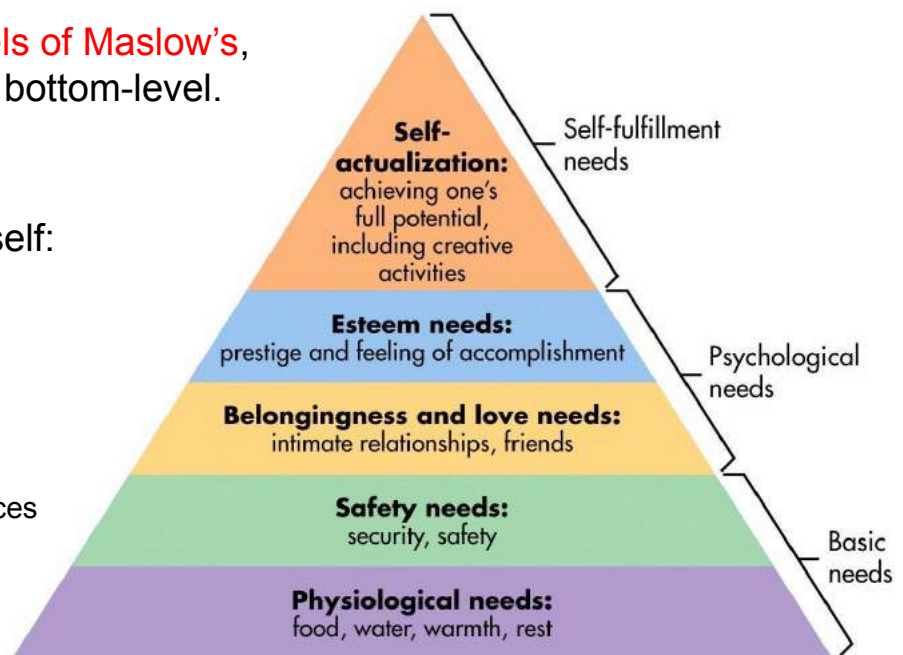 els of Maslow's,
bottom-level.
self:
ces
Self-
actualization:
achieving one's
full potential,
including creative
activities
Self-fulfillment
needs
Esteem needs:
prestige and feeling of accomplishment
Psychological
needs
Belongingness and love needs:
intimate relationships, friends
Safety needs:
security, safety
Basic
needs
Physiological needs:
food, water, warmth, rest